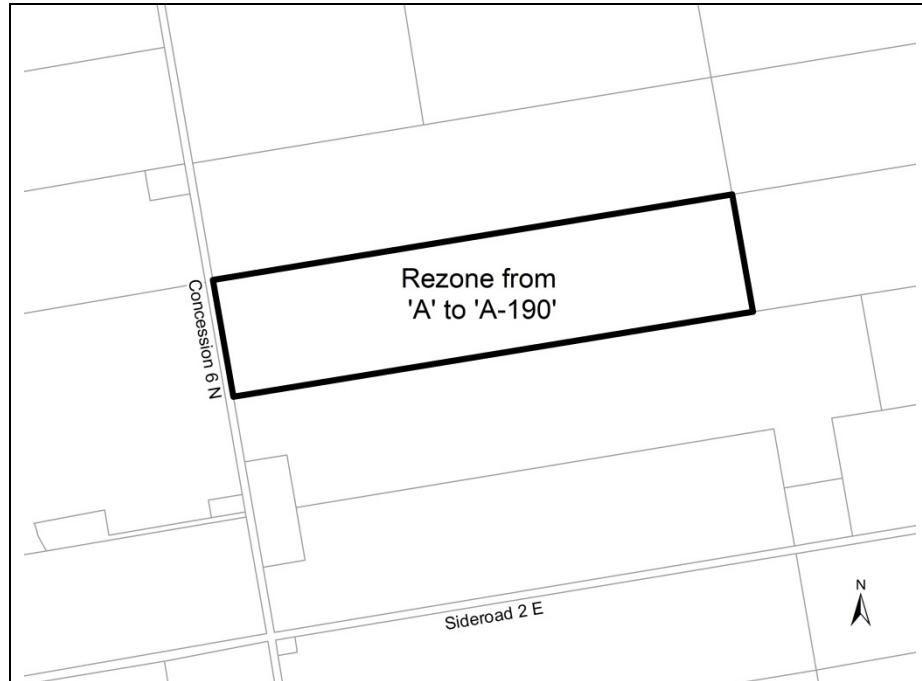 Rezone from
'A' to 'A-190'
Concession 6 N
Sideroad 2 E
N